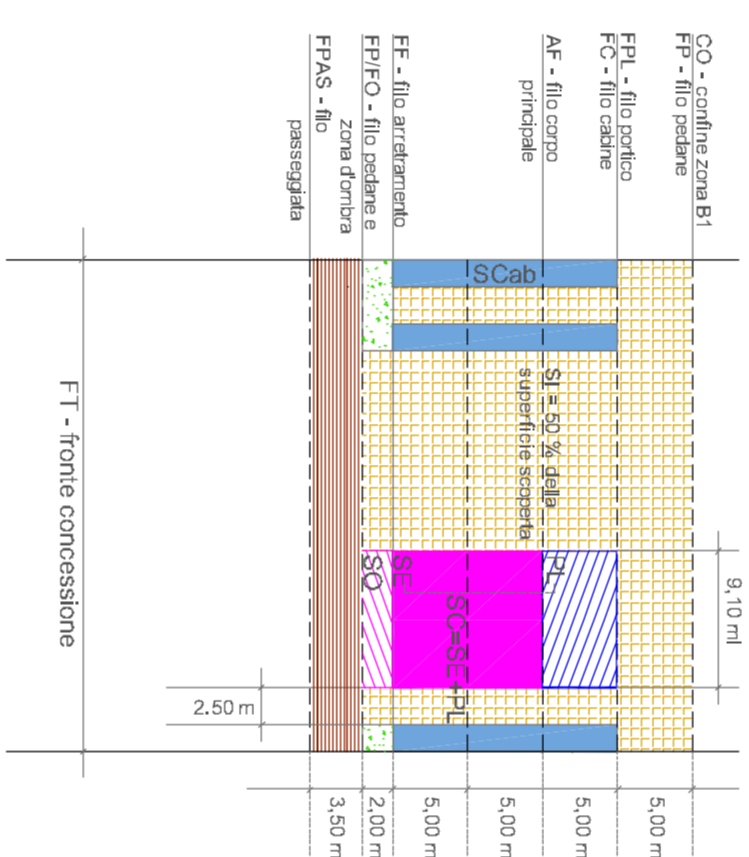 CO - confine zona B1
FP - filo pedane
FPL - filo portico
FC - filo cabine
AF - filo corpo
principale
FF - filo arretramento
FP/FO - filo pedane e
zona d'ombra
FPAS - filo
passeggiata
SCab
SI = 50 % della
superficie scoperta
PL
SE
SO
SC=SE+PL
9,10 ml
2.50 m
FT - fronte concessione
5,00 m
5,00 m
5,00 m
5,00 m
2,00 m
3,50 m